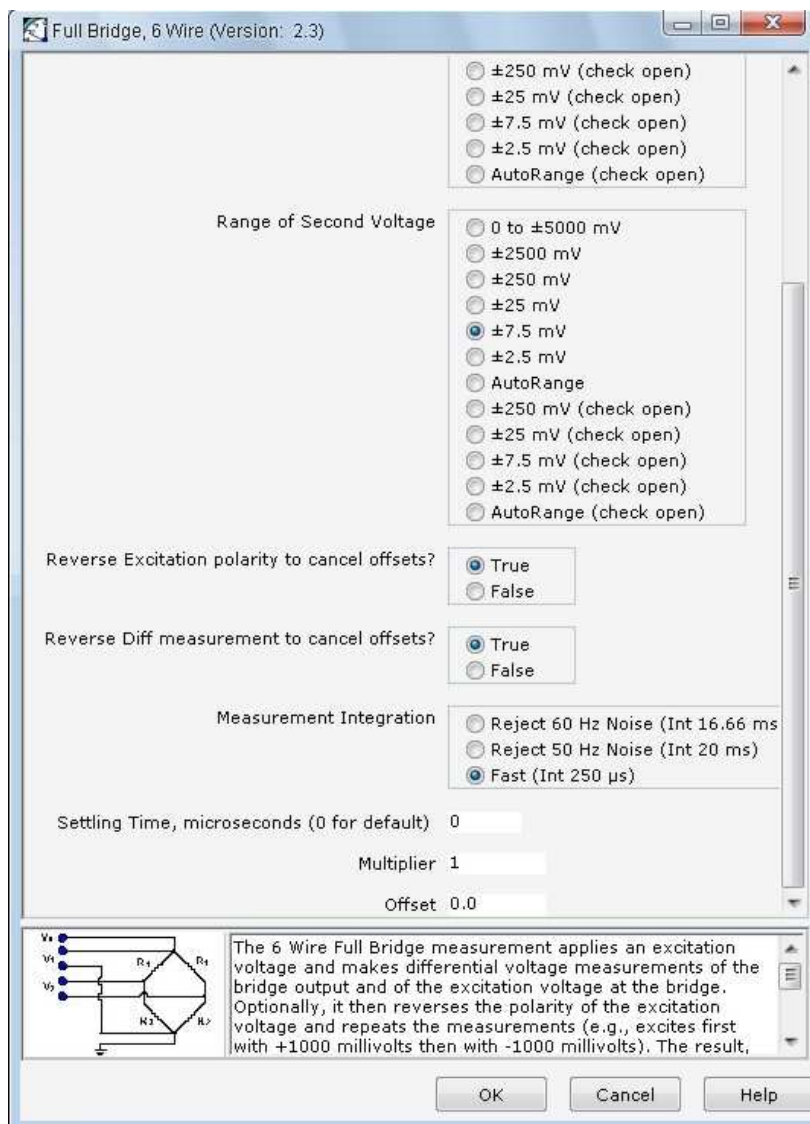 Full Bridge, 6 Wire (Version: 2.3)
±250 mV (check open)
±25 mV (check open)
±7.5 mV (check open)
±2.5 mV (check open)
AutoRange (check open)
Range of Second Voltage
0 to ±5000 mV
±2500 mV
±250 mV
±25 mV
±7.5 mV
±2.5 mV
AutoRange
±250 mV (check open)
±25 mV (check open)
±7.5 mV (check open)
±2.5 mV (check open)
AutoRange (check open)
Reverse Excitation polarity to cancel offsets?
True
False
Reverse Diff measurement to cancel offsets?
True
False
Measurement Integration
Reject 60 Hz Noise (Int 16.66 ms
Reject 50 Hz Noise (Int 20 ms)
Fast (Int 250 µs)
Settling Time, microseconds (0 for default) 0
Multiplier 1
Offset 0.0
V1
V2
The 6 Wire Full Bridge measurement applies an excitation
voltage and makes differential voltage measurements of the
bridge output and of the excitation voltage at the bridge.
Optionally, it then reverses the polarity of the excitation
voltage and repeats the measurements (e.g., excites first
with +1000 millivolts then with -1000 millivolts). The result,
OK
Cancel
Help